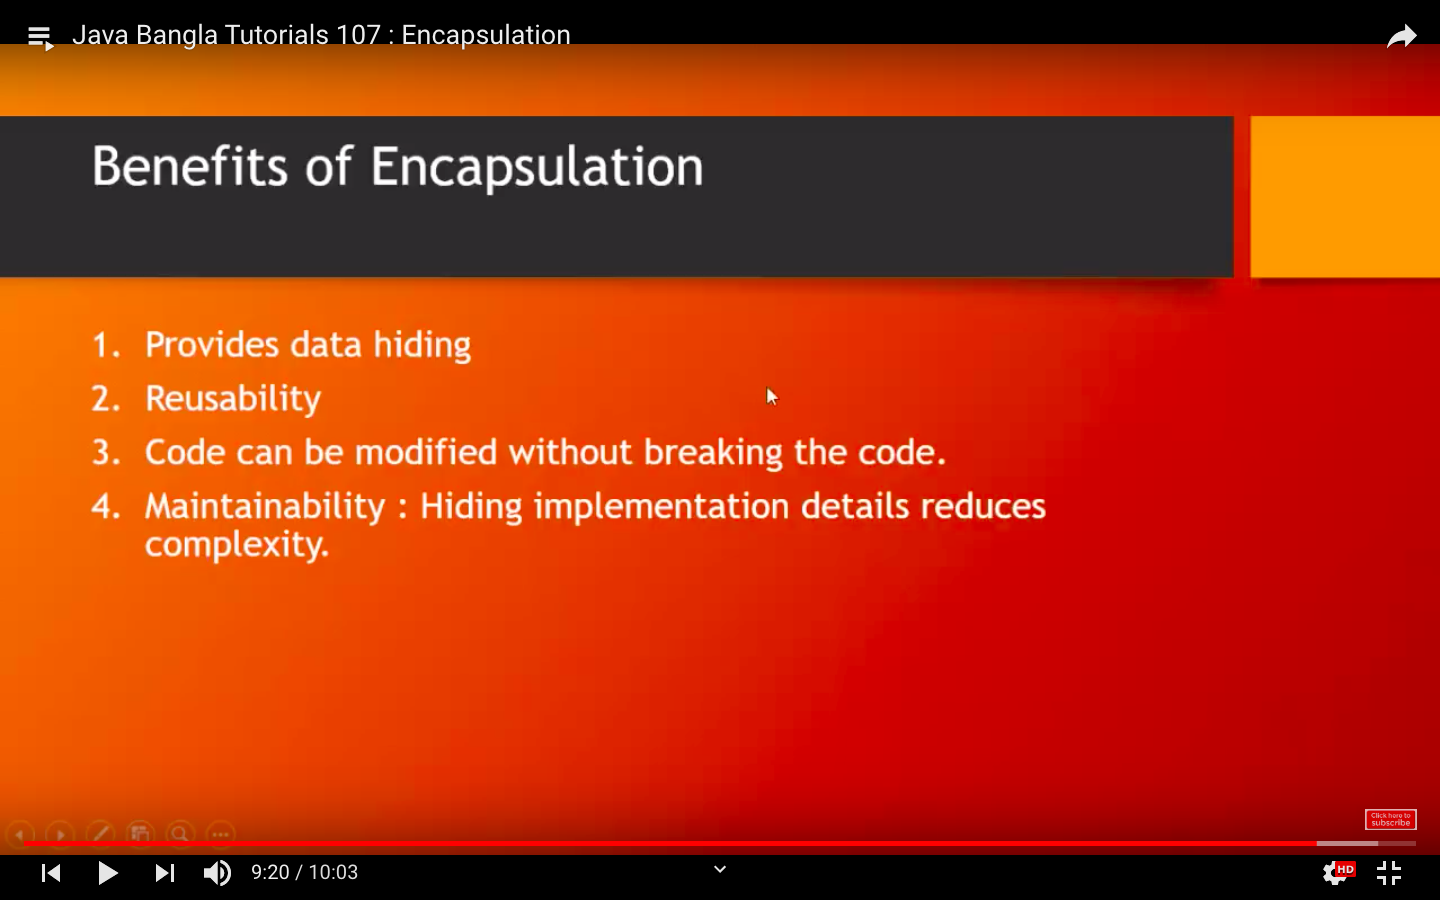 Java Bangla Tutorials 107 : Encapsulation
Benefits of Encapsulation
1. Provides data hiding
2. Reusability
3. Code can be modified without breaking the code.
4. Maintainability : Hiding implementation details reduces
complexity.
Click here to
subscribe
9:20 / 10:03
HD